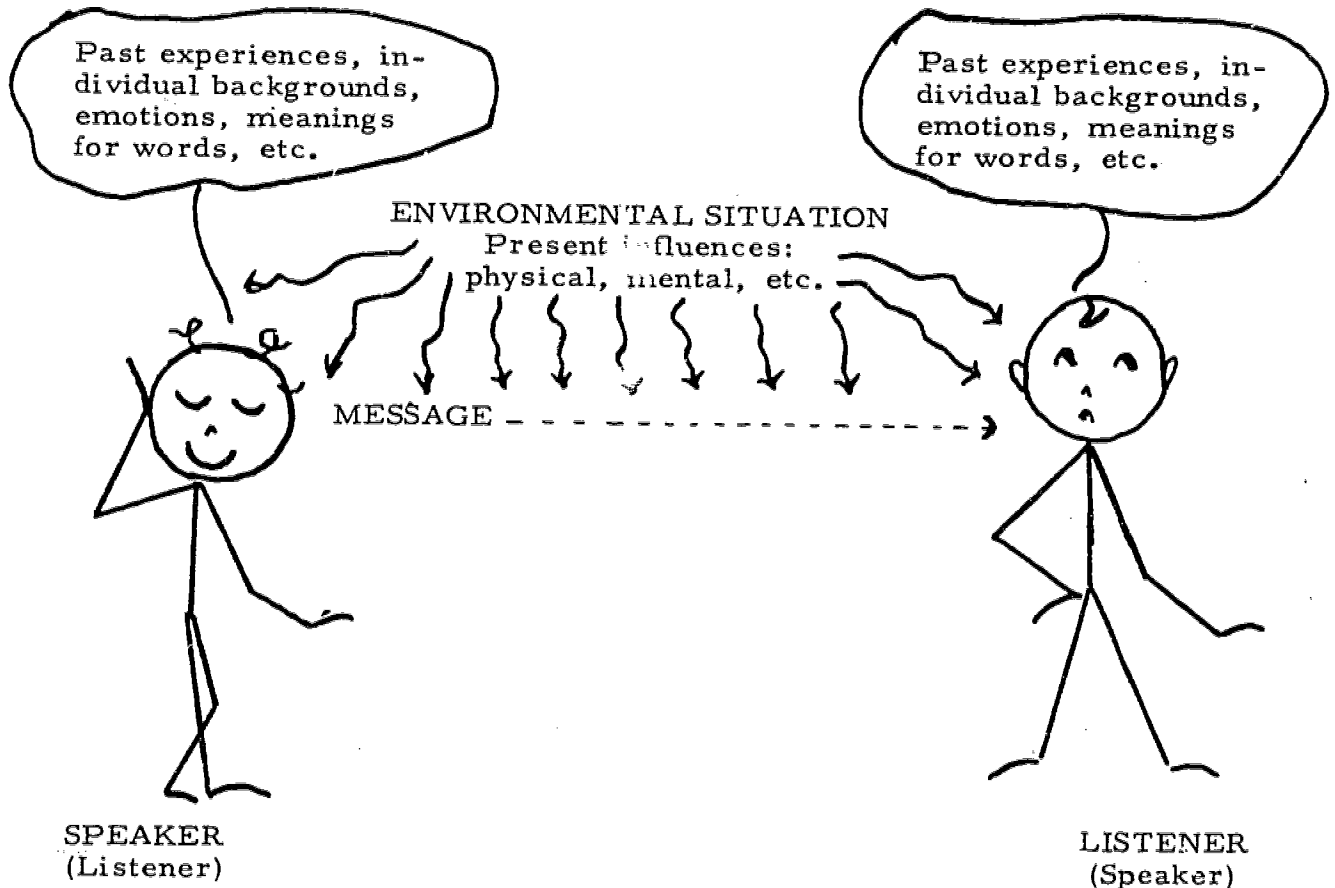 Past experiences, in-
dividual backgrounds,
emotions, meanings
for words, etc.
Past experiences, in-
dividual backgrounds,
emotions, meanings
for words, etc.
ENVIRONMENTAL SITUATION
Present influences:
physical, mental, etc.
MESSAGE
SPEAKER
(Listener)
LISTENER
(Speaker)